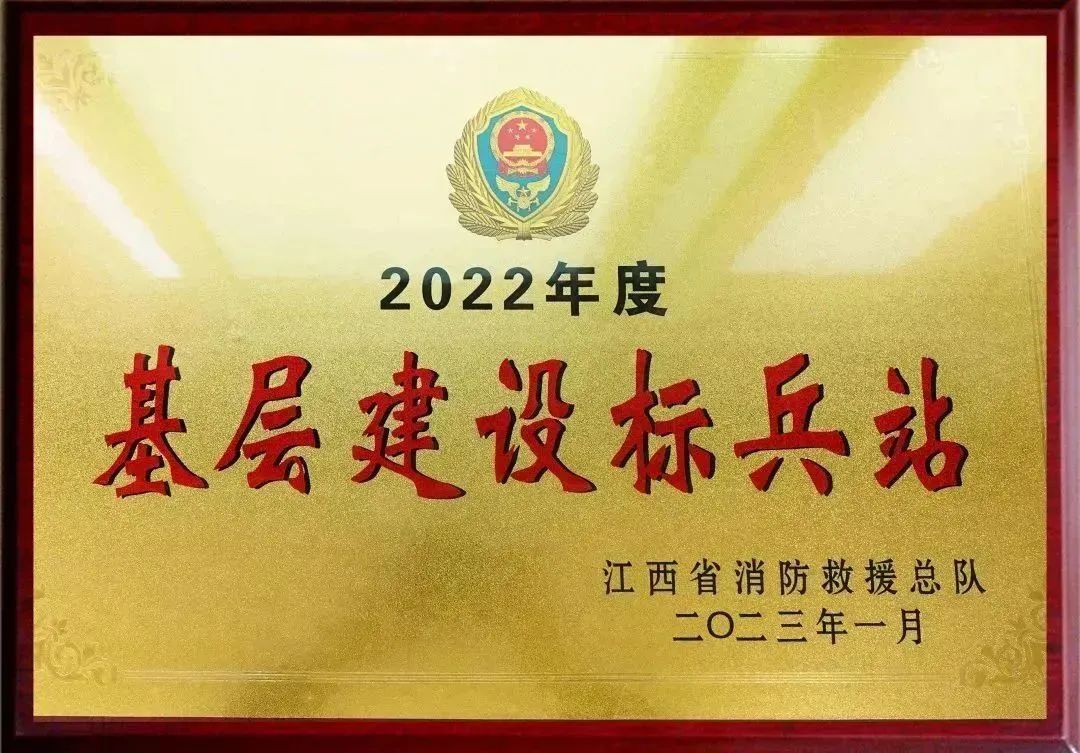 2022年度
基层建设标兵站
江西省消防救援总队
二〇二三年一月